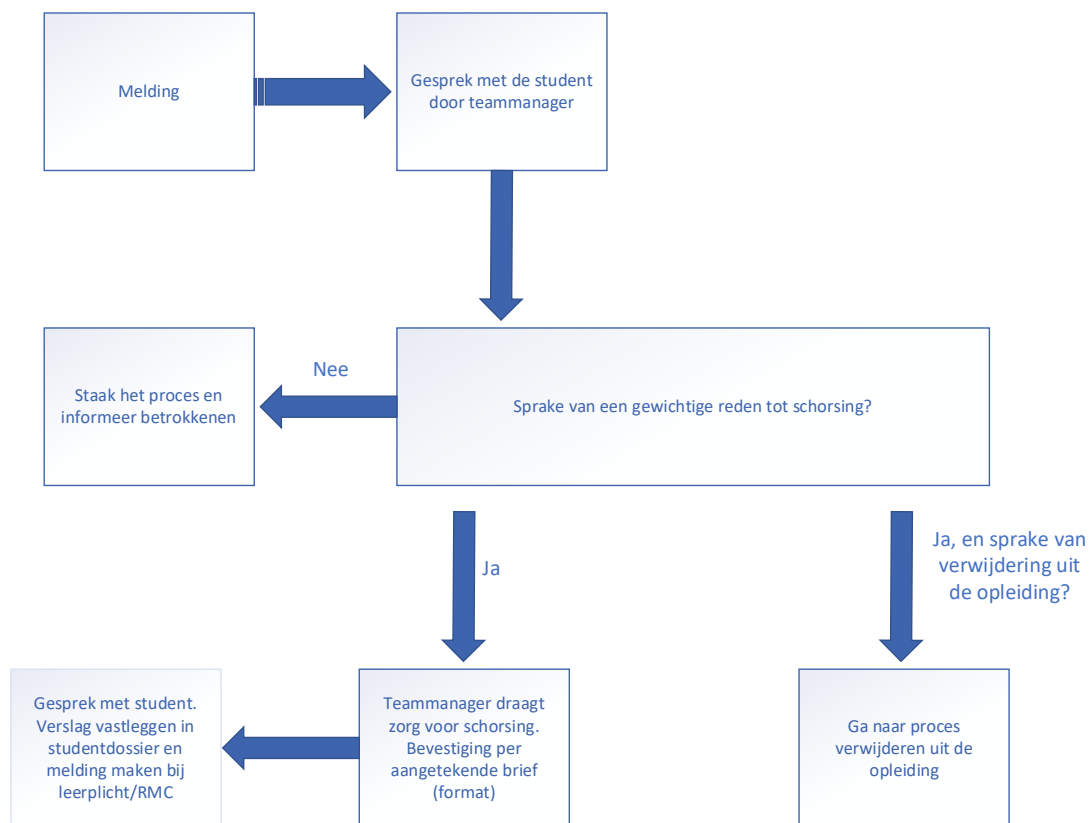 Melding
Gesprek met de student
door teammanager
Nee
Staak het proces en
informeer betrokkenen
Sprake van een gewichtige reden tot schorsing?
Ja
Ja, en sprake van
verwijdering uit
de opleiding?
Gesprek met student.
Verslag vastleggen in
studentdossier en
melding maken bij
leerplicht/RMC
Teammanager draagt
zorg voor schorsing.
Bevestiging per
aangetekende brief
(format)
Ga naar proces
verwijderen uit de
opleiding